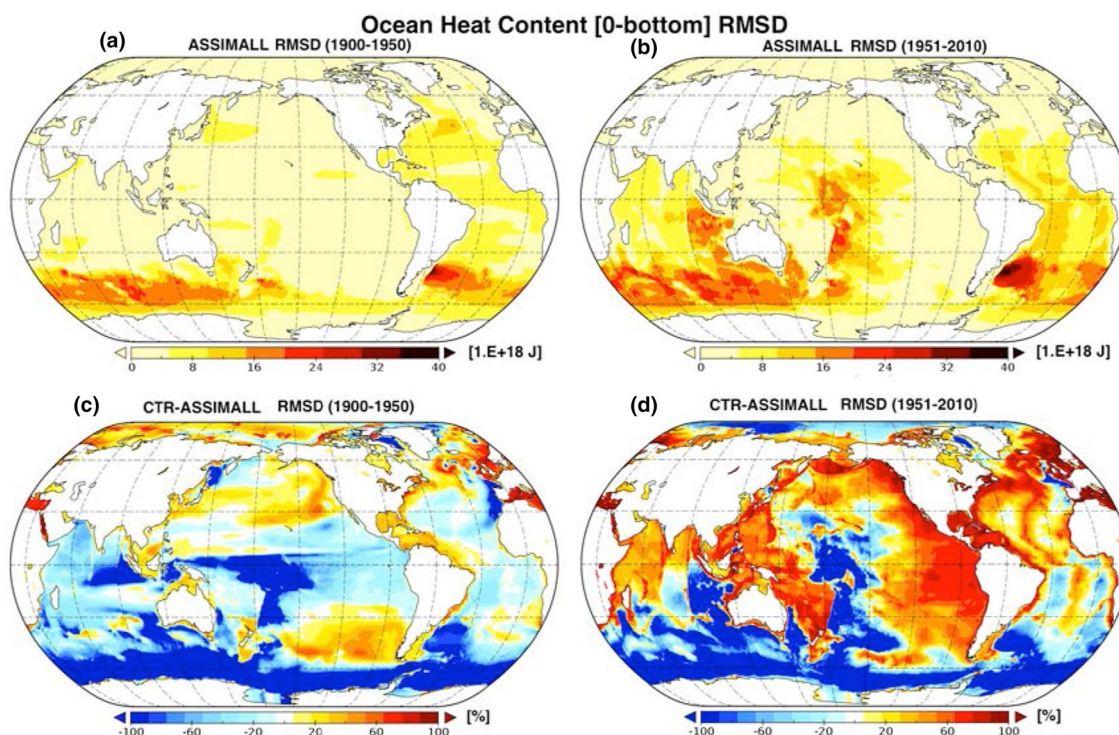 Ocean Heat Content [0-bottom] RMSD
(a)
ASSIMALL RMSD (1900-1950)
(b)
ASSIMALL RMSD (1951-2010)
0 8 16 24 32 40 [1.E+18 J]
0 8 16 24 32 40 [1.E+18 J]
(c)
CTR-ASSIMALL RMSD (1900-1950)
(d)
CTR-ASSIMALL RMSD (1951-2010)
-100 -60 -20 20 60 100 [%]
-100 -60 -20 20 60 100 [%]